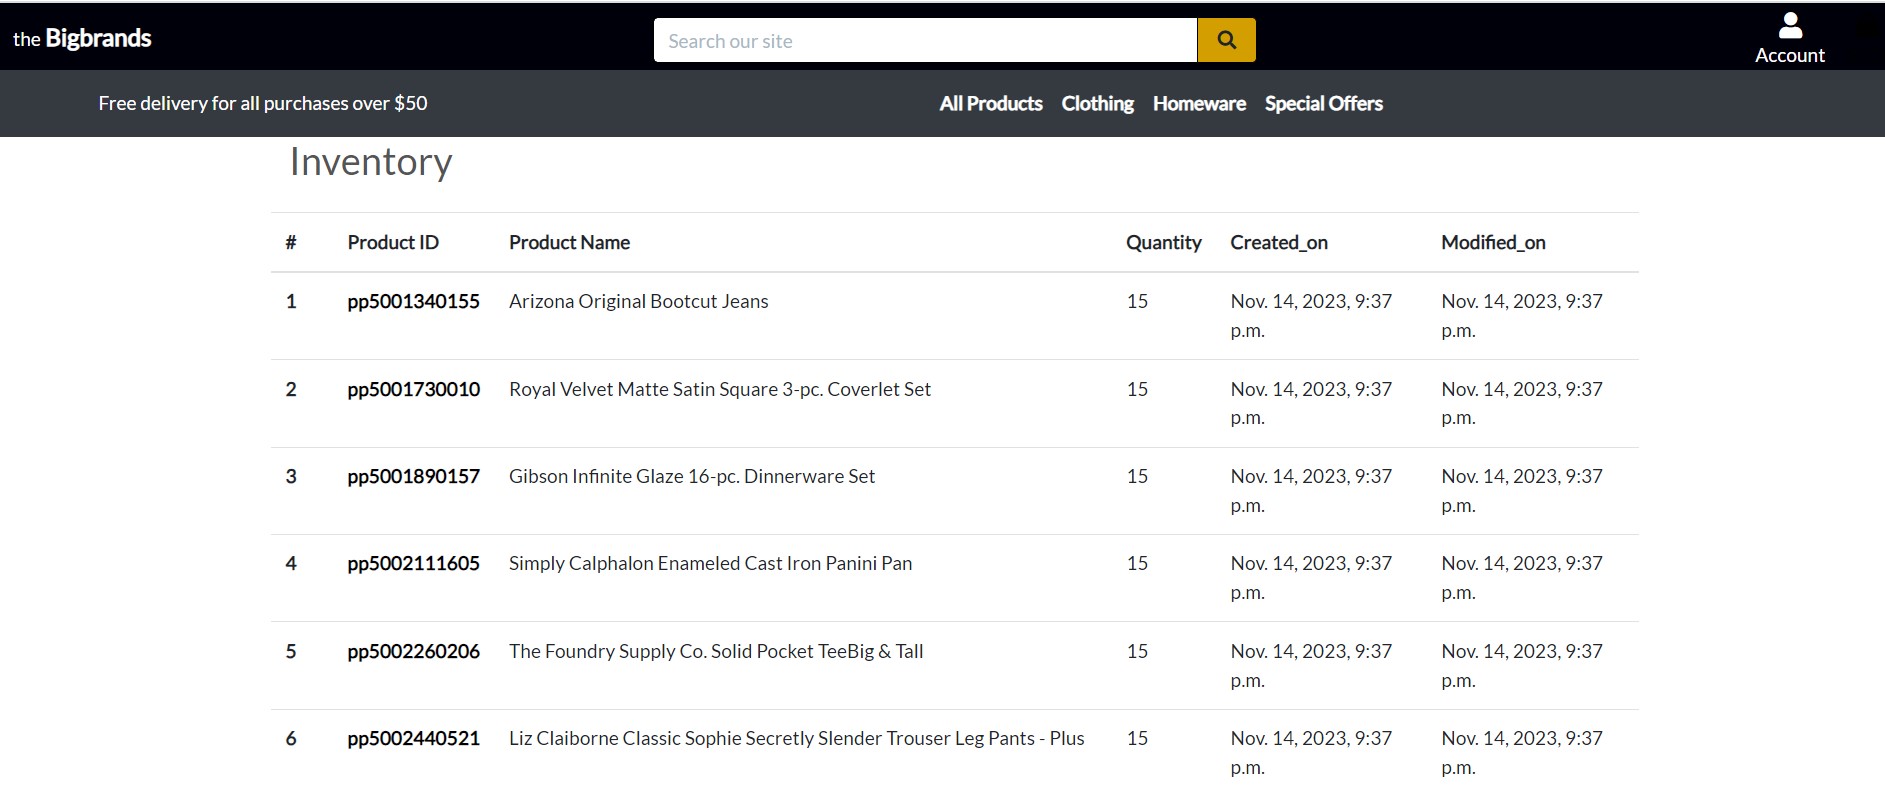 the Bigbrands
Search our site
Account
Free delivery for all purchases over $50
All Products Clothing Homeware Special Offers
Inventory
# Product ID Product Name Quantity Created_on Modified_on
1 pp5001340155 Arizona Original Bootcut Jeans 15 Nov. 14, 2023, 9:37 Nov. 14, 2023, 9:37
p.m. p.m.
2 pp5001730010 Royal Velvet Matte Satin Square 3-pc. Coverlet Set 15 Nov. 14, 2023, 9:37 Nov. 14, 2023, 9:37
p.m. p.m.
3 pp5001890157 Gibson Infinite Glaze 16-pc. Dinnerware Set 15 Nov. 14, 2023, 9:37 Nov. 14, 2023, 9:37
p.m. p.m.
4 pp5002111605 Simply Calphalon Enameled Cast Iron Panini Pan 15 Nov. 14, 2023, 9:37 Nov. 14, 2023, 9:37
p.m. p.m.
5 pp5002260206 The Foundry Supply Co. Solid Pocket TeeBig & Tall 15 Nov. 14, 2023, 9:37 Nov. 14, 2023, 9:37
p.m. p.m.
6 pp5002440521 Liz Claiborne Classic Sophie Secretly Slender Trouser Leg Pants - Plus 15 Nov. 14, 2023, 9:37 Nov. 14, 2023, 9:37
p.m. p.m.